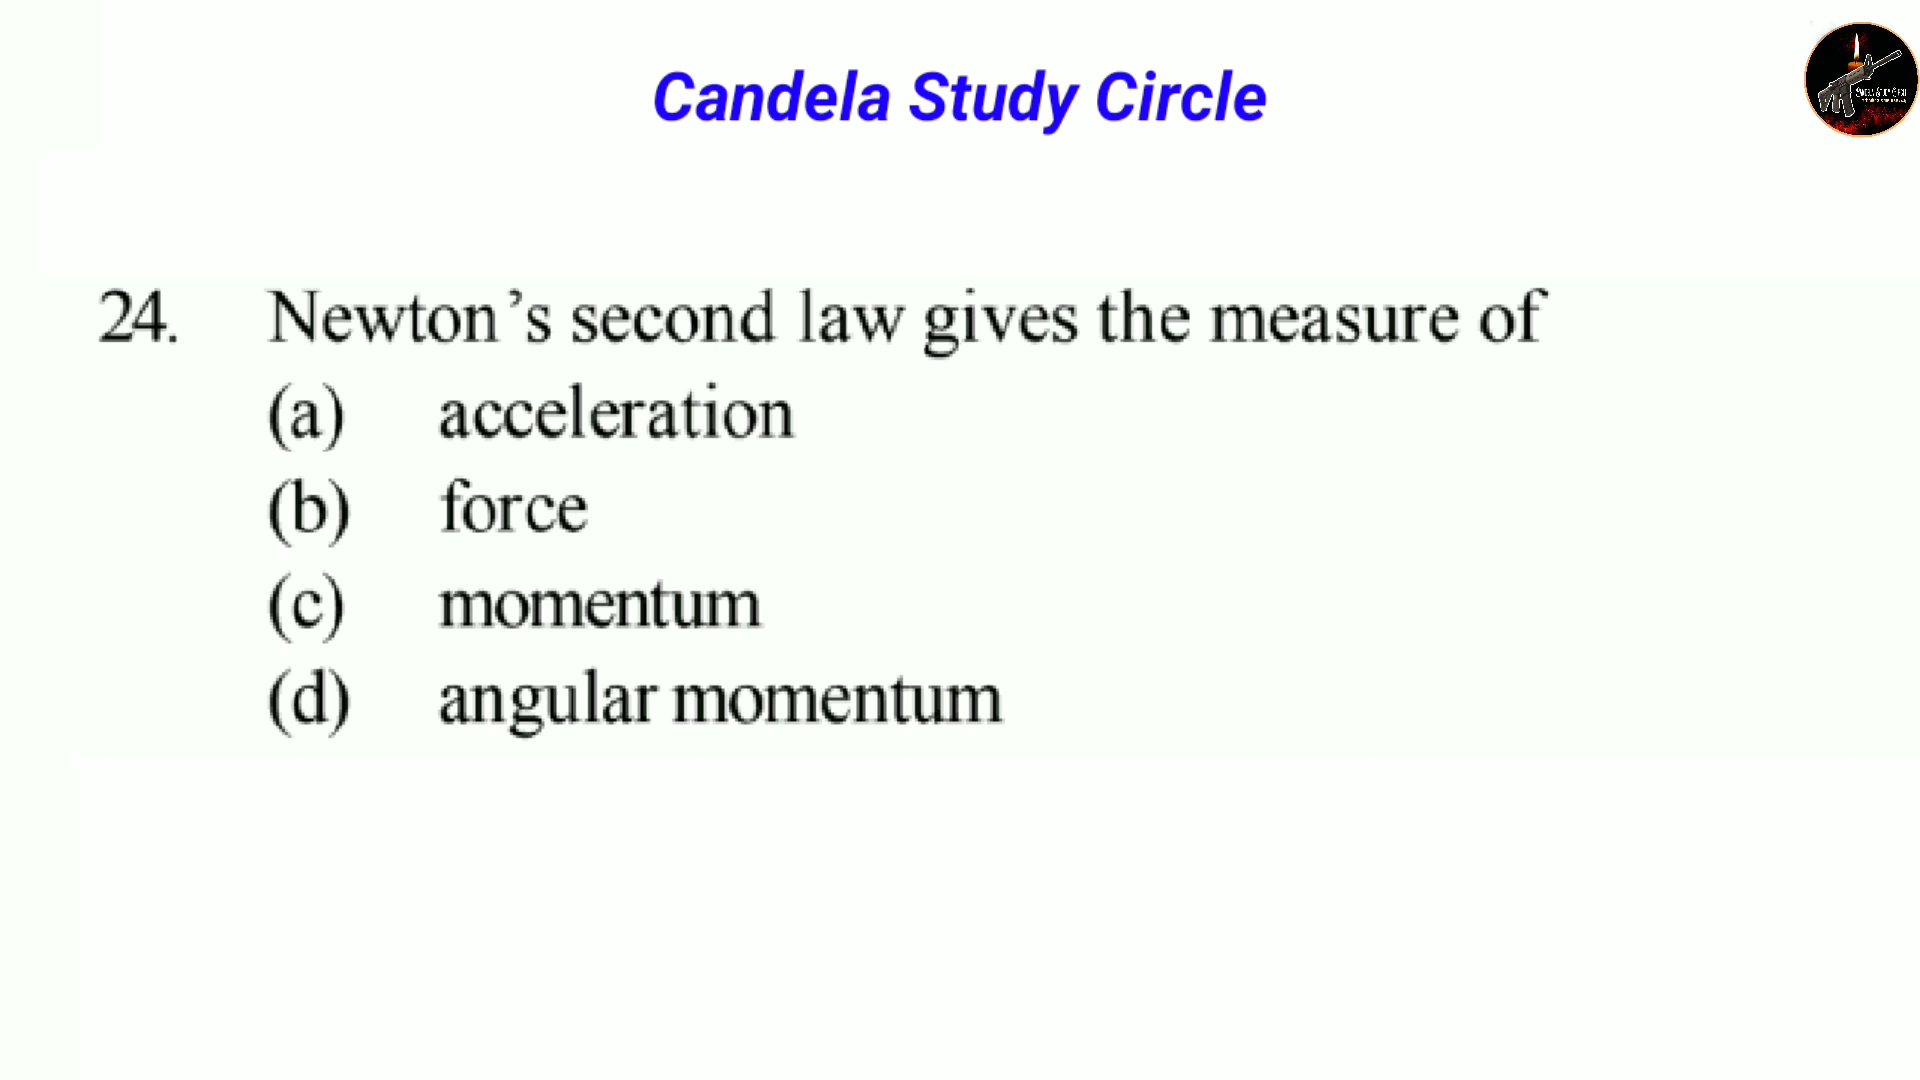 Candela Study Circle
24. Newton’s second law gives the measure of
(a) acceleration
(b) force
(c) momentum
(d) angular momentum